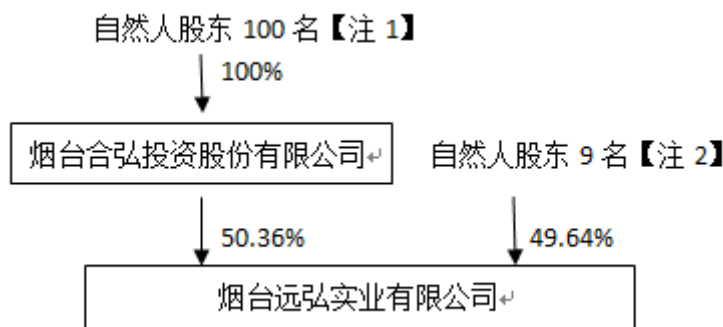 自然人股东 100 名【注 1】
100%
烟台合弘投资股份有限公司↵
自然人股东 9 名【注 2】
50.36%
49.64%
烟台远弘实业有限公司↵